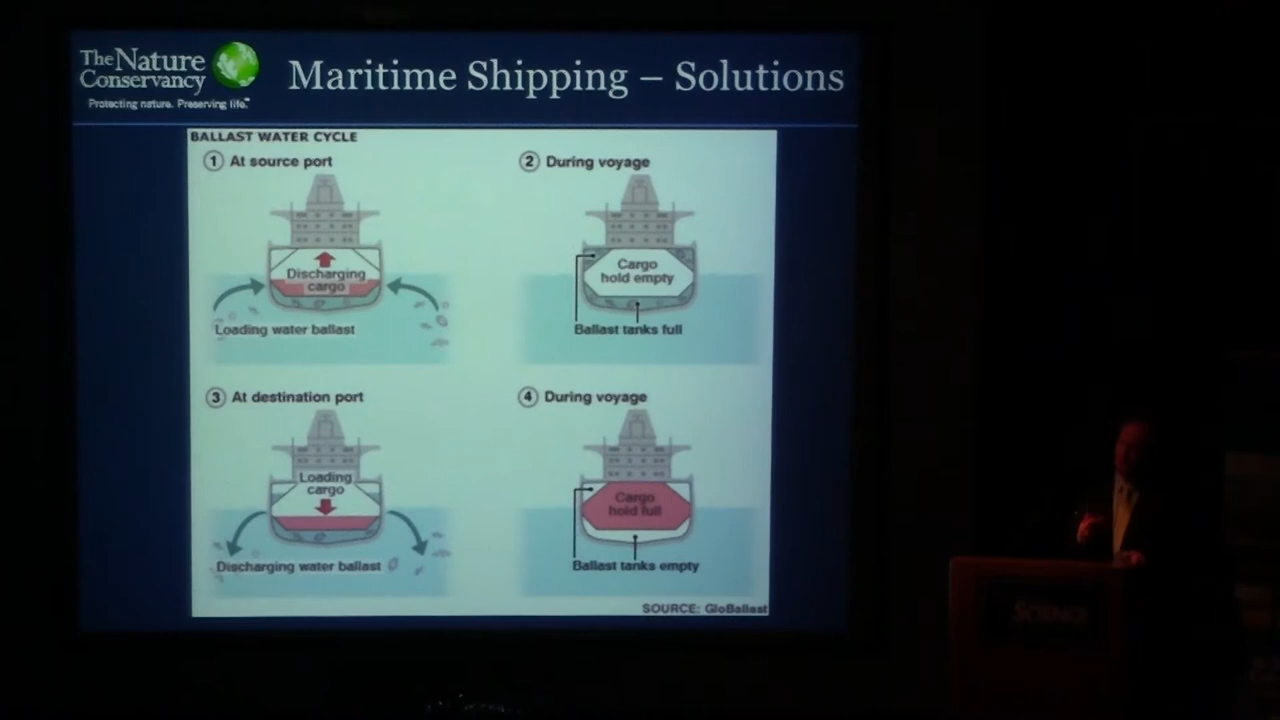 The Nature
Conservancy
Protecting nature. Preserving life.™
Maritime Shipping – Solutions
BALLAST WATER CYCLE
1 At source port
Discharging
cargo
Loading water ballast
2 During voyage
Cargo
hold empty
Ballast tanks full
3 At destination port
Loading
cargo
Discharging water ballast
4 During voyage
Cargo
hold full
Ballast tanks empty
SOURCE: GloBallast
SCIENCE